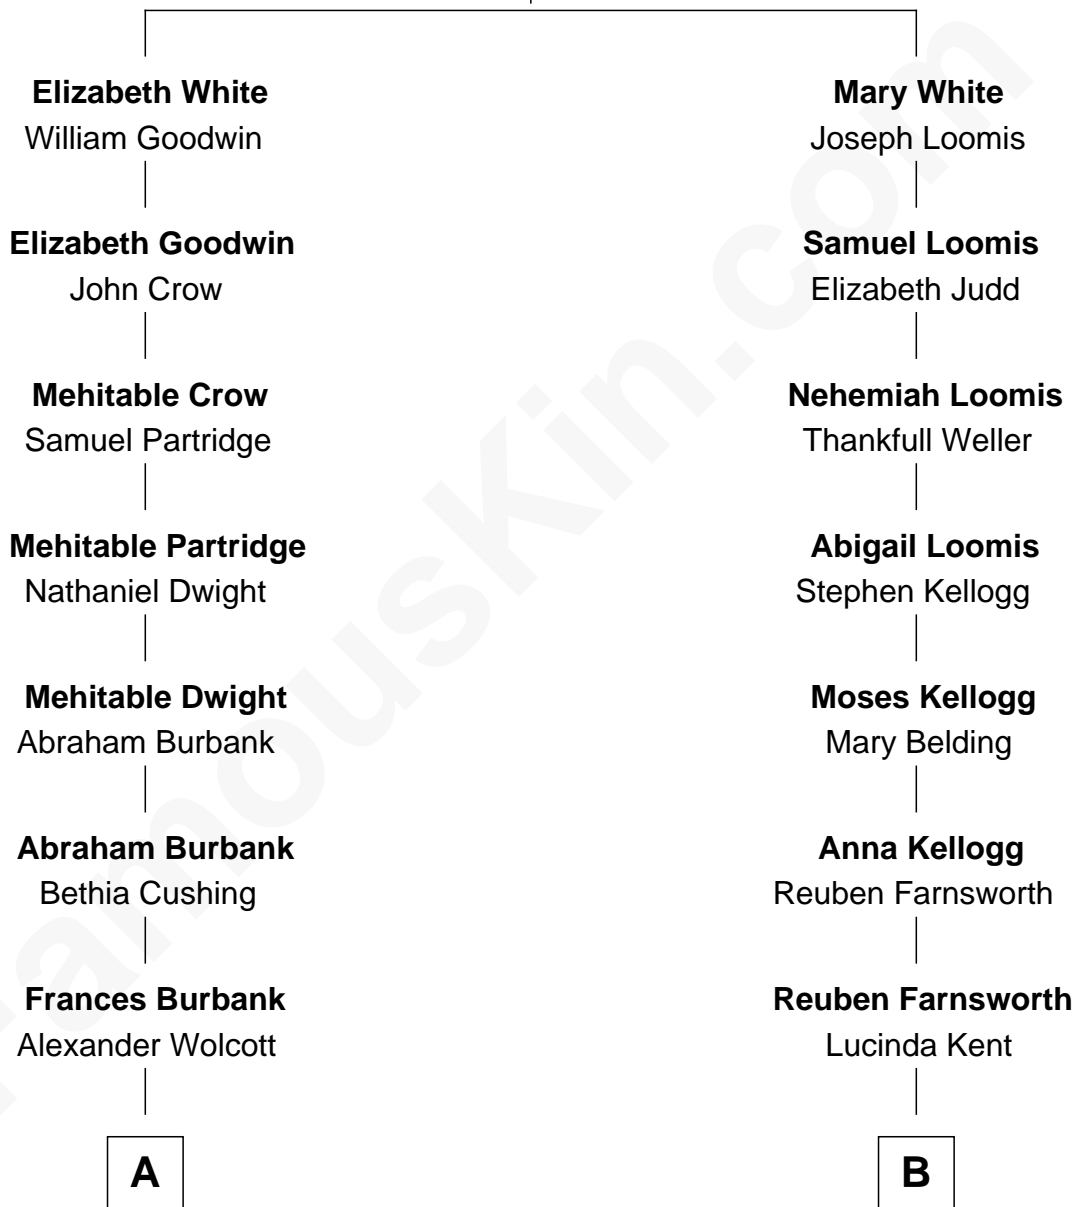 Elizabeth White
William Goodwin
Elizabeth Goodwin
John Crow
Mehitable Crow
Samuel Partridge
Mehitable Partridge
Nathaniel Dwight
Mehitable Dwight
Abraham Burbank
Abraham Burbank
Bethia Cushing
Frances Burbank
Alexander Wolcott
A
Mary White
Joseph Loomis
Samuel Loomis
Elizabeth Judd
Nehemiah Loomis
Thankfull Weller
Abigail Loomis
Stephen Kellogg
Moses Kellogg
Mary Belding
Anna Kellogg
Reuben Farnsworth
Reuben Farnsworth
Lucinda Kent
B
FamousKin.com